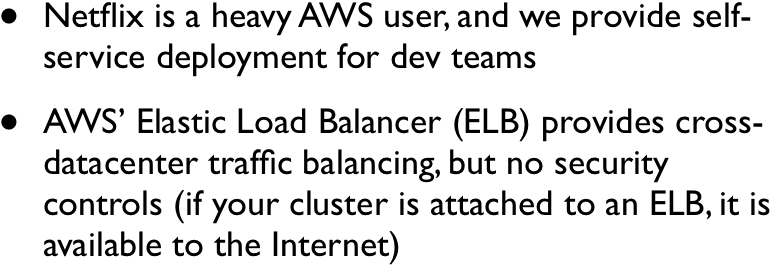 • Netflix is a heavy AWS user, and we provide self-
service deployment for dev teams
• AWS’ Elastic Load Balancer (ELB) provides cross-
datacenter traffic balancing, but no security
controls (if your cluster is attached to an ELB, it is
available to the Internet)